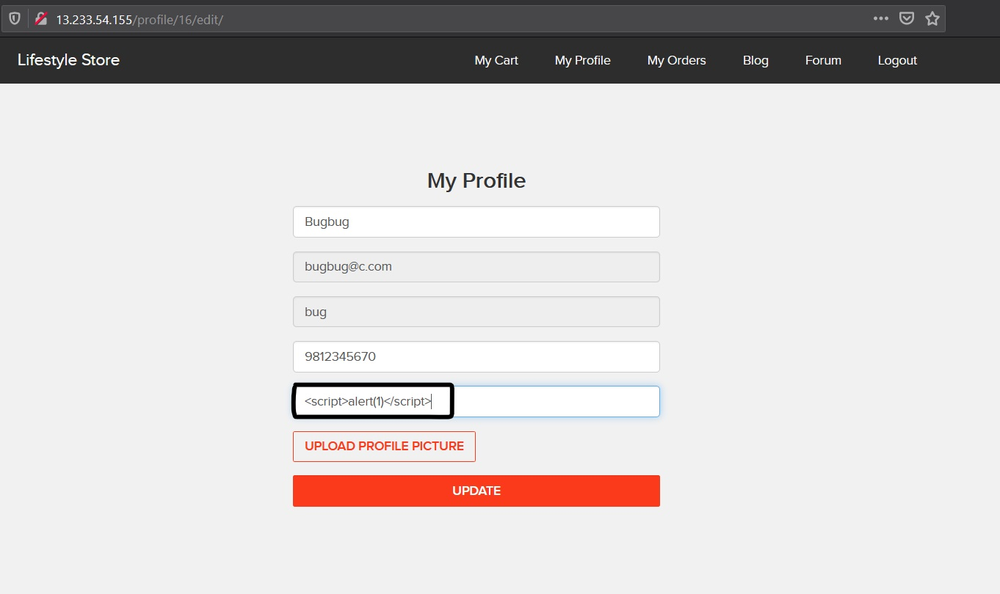 13.233.54.155/profile/16/edit/
Lifestyle Store My Cart My Profile My Orders Blog Forum Logout
My Profile
Bugbug
bugbug@c.com
bug
9812345670
<script>alert(1)</script>
UPLOAD PROFILE PICTURE
UPDATE